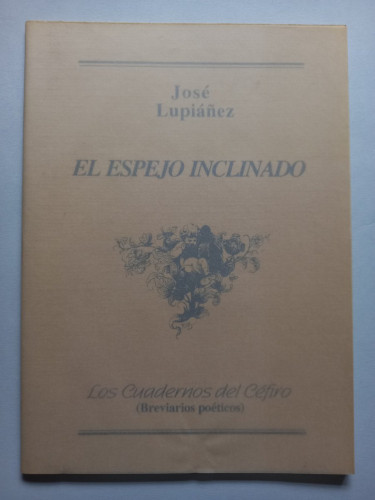 José
Lupiáñez
EL ESPEJO INCLINADO
Los Cuadernos del Céfiro
(Breviarios poéticos)